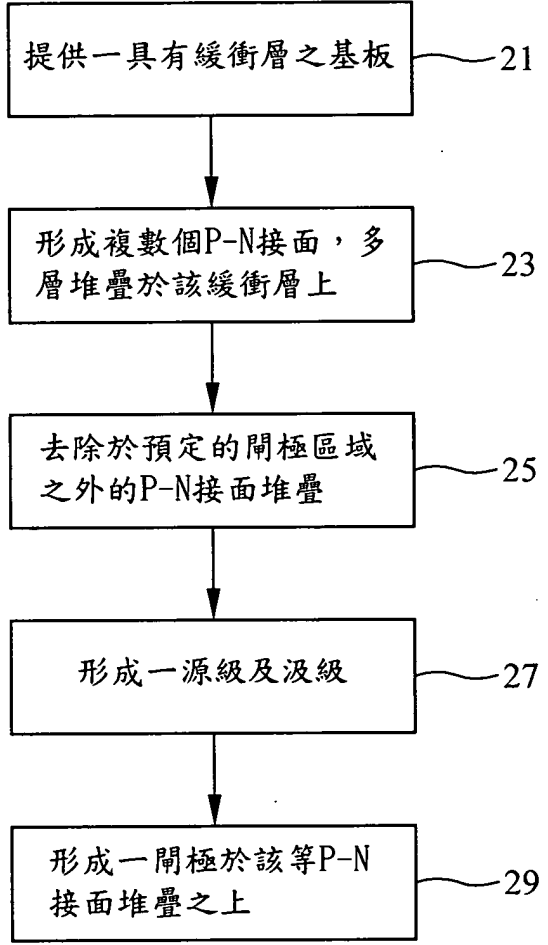 提供一具有緩衝層之基板
21
形成複數個P-N接面，多
層堆疊於該緩衝層上
23
去除於預定的閘極區域
之外的P-N接面堆疊
25
形成一源級及汲級
27
形成一閘極於該等P-N
接面堆疊之上
29